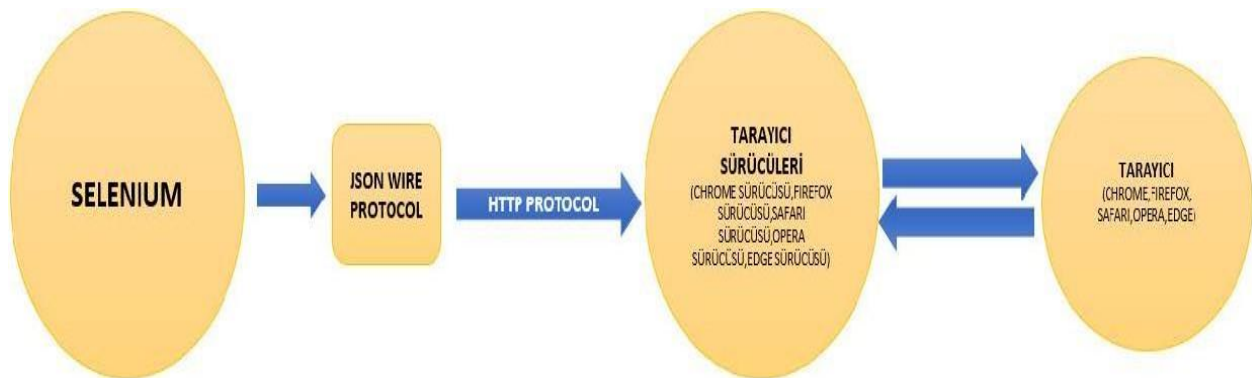 SELENIUM
JSON WIRE
PROTOCOL
HTTP PROTOCOL
TARAYICI
SÜRÜCÜLERİ
(CHROME SÜRÜCÜSÜ,FIREFOX
SÜRÜCÜSÜ,SAFARI
SÜRÜCÜSÜ,OPERA
SÜRÜCÜSÜ,EDGE SÜRÜCÜSÜ)
TARAYICI
(CHROME,FIREFOX,
SAFARI,OPERA,EDGE)